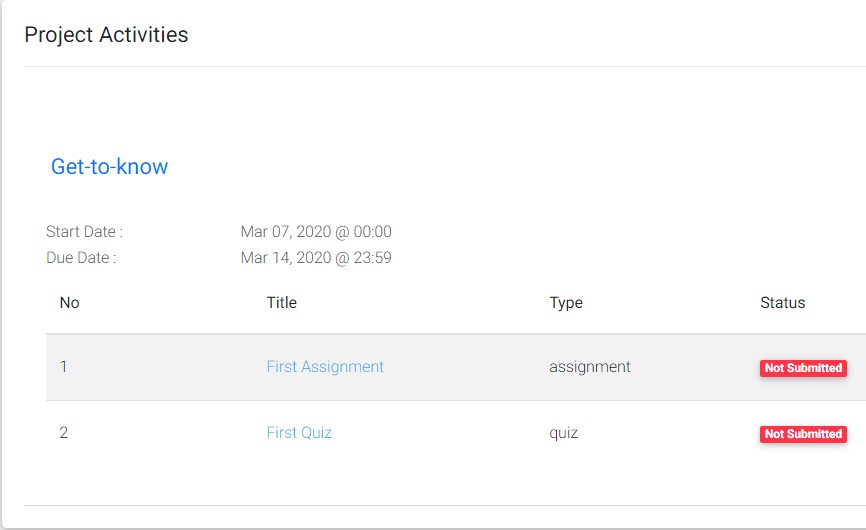 Project Activities
Get-to-know
Start Date : Mar 07, 2020 @ 00:00
Due Date : Mar 14, 2020 @ 23:59
No Title Type Status
1 First Assignment assignment Not Submitted
2 First Quiz quiz Not Submitted